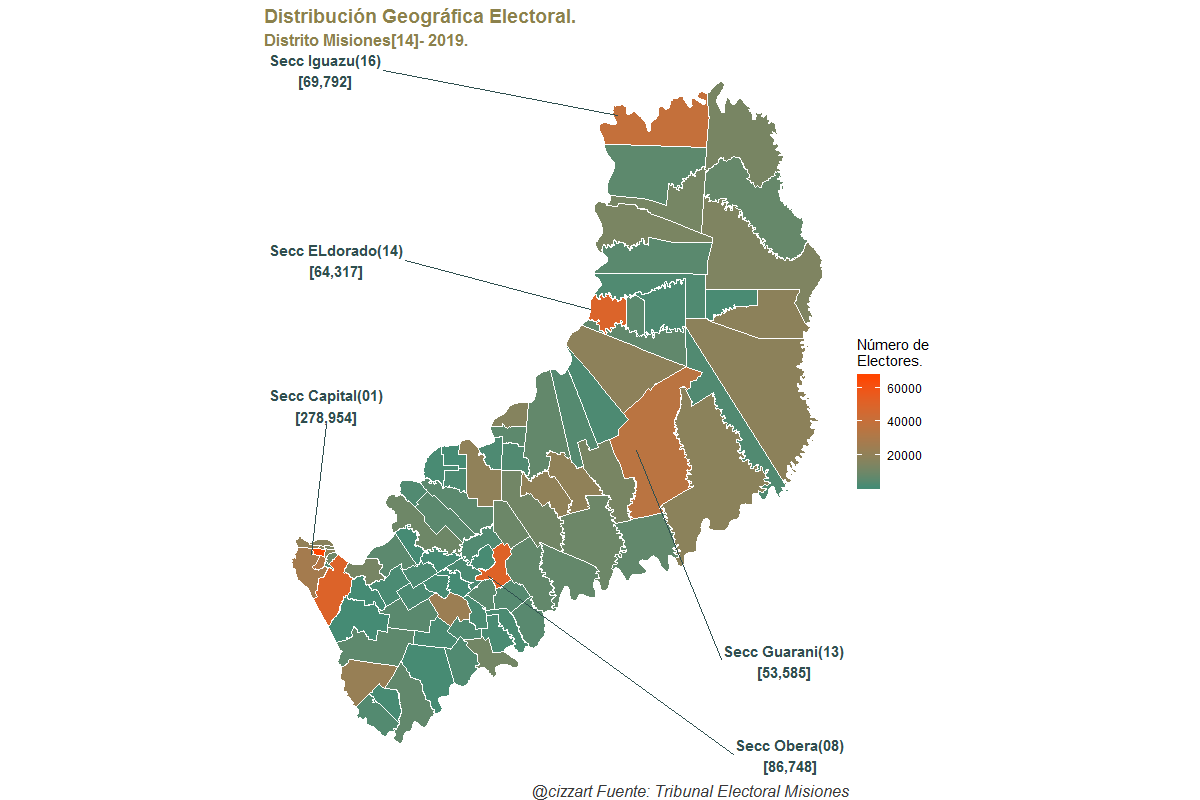 Distribución Geográfica Electoral.
Distrito Misiones[14]- 2019.
Secc Iguazu(16)
[69,792]
Secc ELdorado(14)
[64,317]
Número de
Electores.
60000
40000
20000
Secc Capital(01)
[278,954]
Secc Guarani(13)
[53,585]
Secc Obera(08)
[86,748]
@cizzart Fuente: Tribunal Electoral Misiones